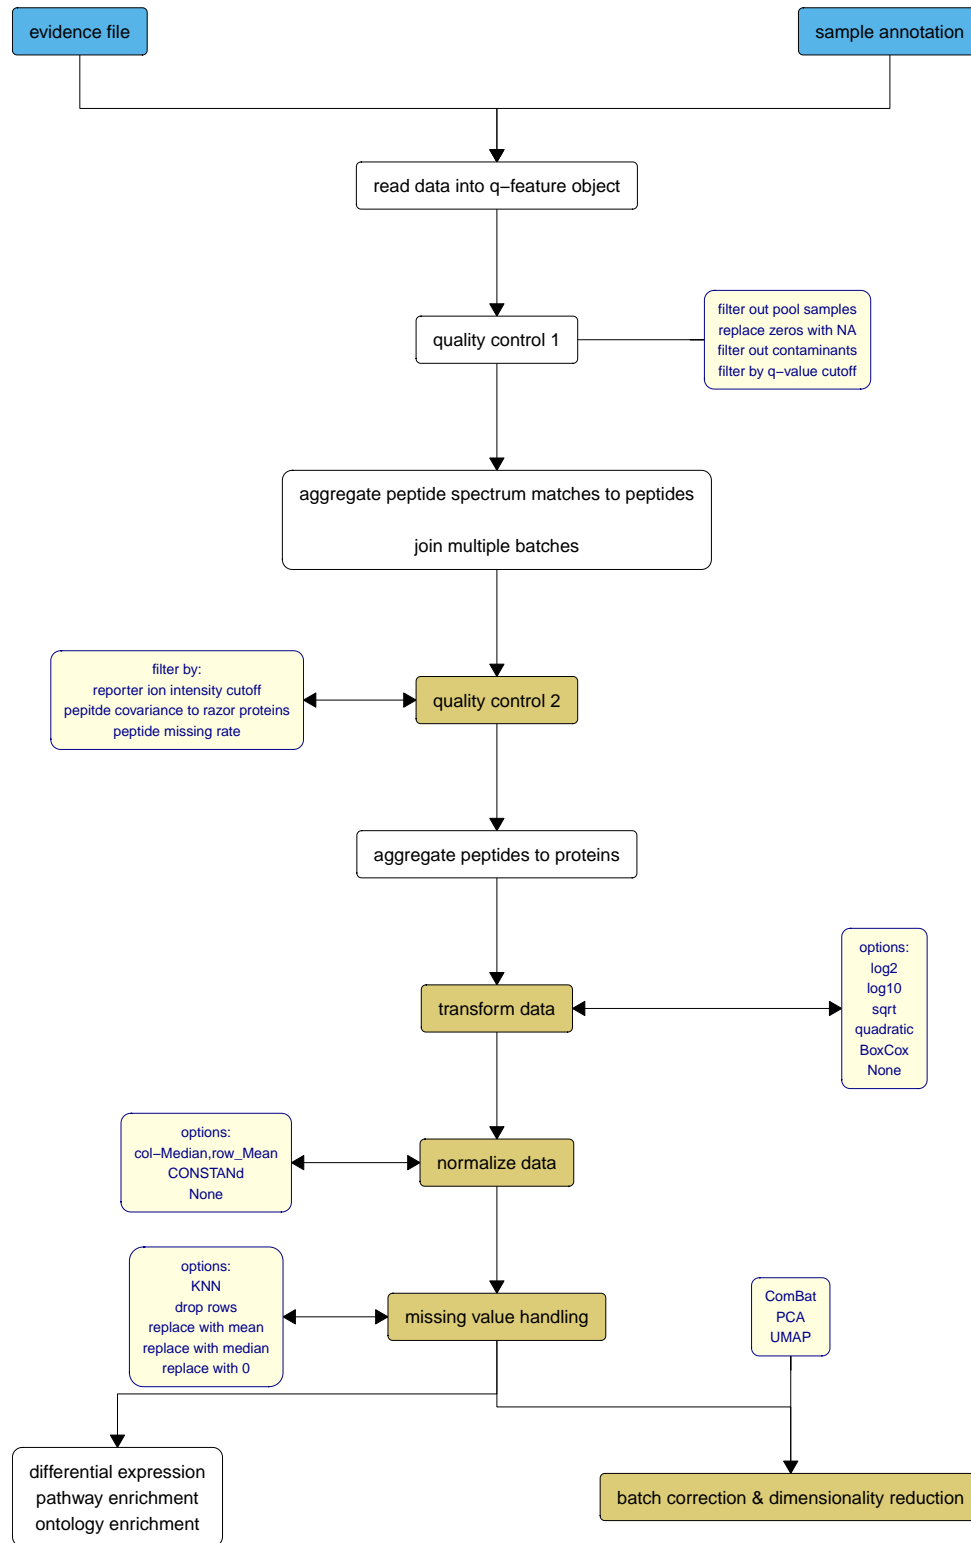 evidence file
sample annotation
read data into q−feature object
quality control 1
filter out pool samples
replace zeros with NA
filter out contaminants
filter by q−value cutoff
aggregate peptide spectrum matches to peptides
join multiple batches
filter by:
reporter ion intensity cutoff
pepitde covariance to razor proteins
peptide missing rate
quality control 2
aggregate peptides to proteins
transform data
options:
log2
log10
sqrt
quadratic
BoxCox
None
options:
col−Median,row_Mean
CONSTANd
None
normalize data
options:
KNN
drop rows
replace with mean
replace with median
replace with 0
missing value handling
ComBat
PCA
UMAP
differential expression
pathway enrichment
ontology enrichment
batch correction & dimensionality reduction